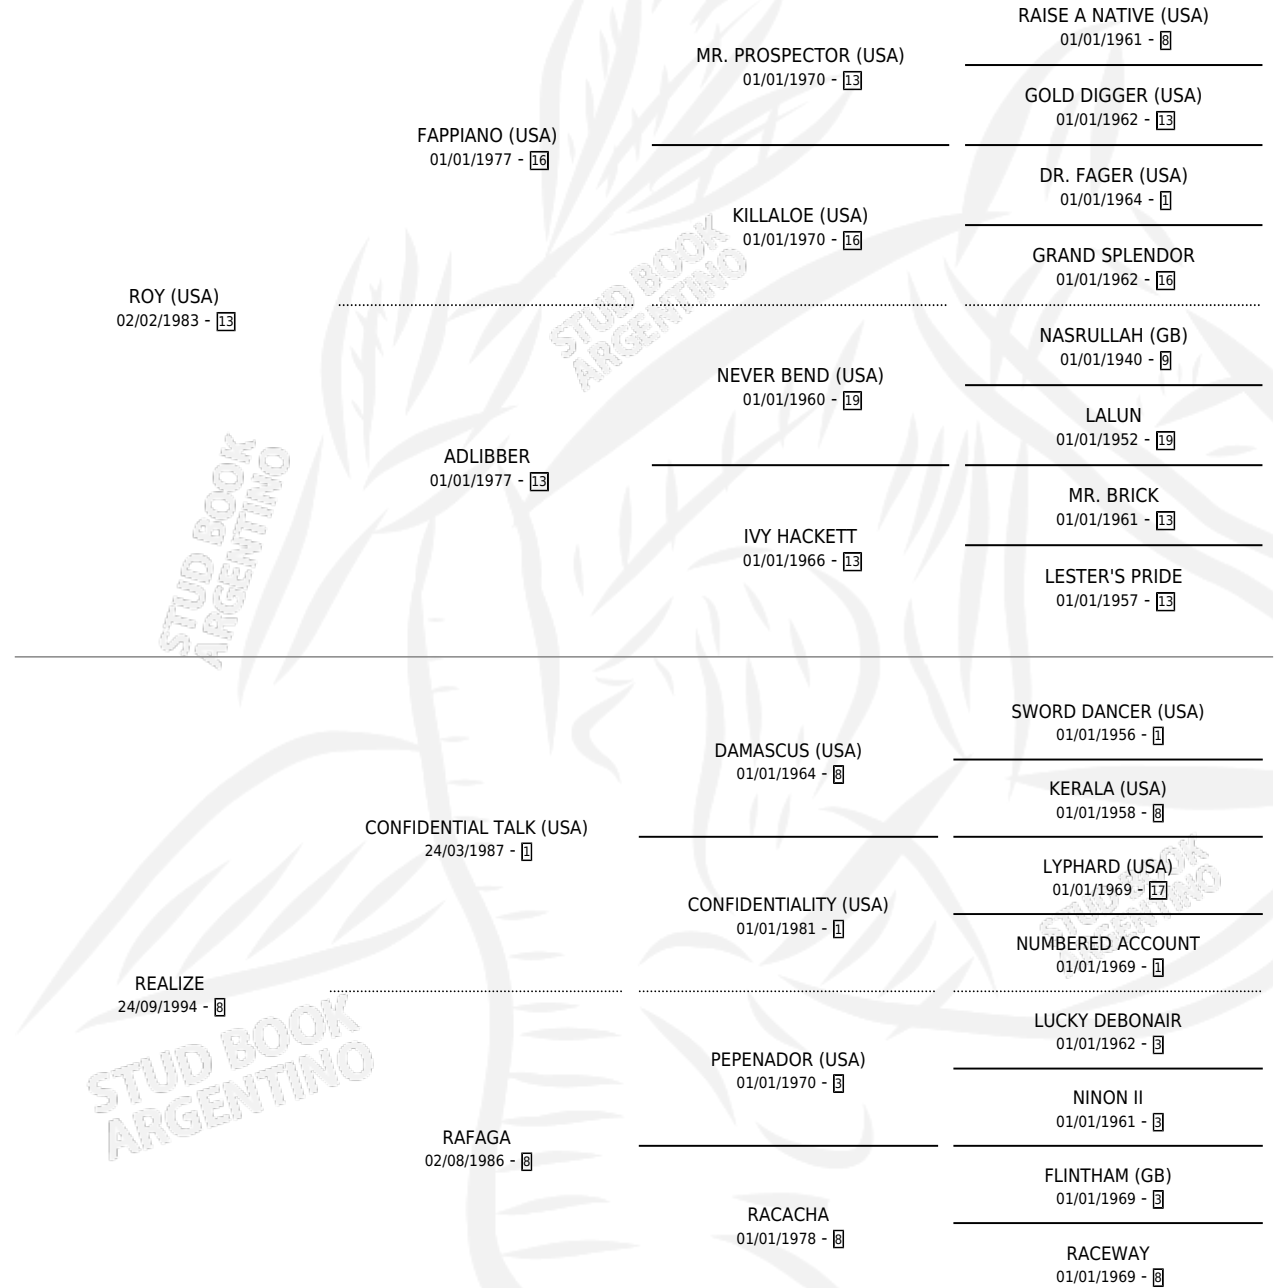 RAISE A NATIVE (USA)
01/01/1961 - 8
MR. PROSPECTOR (USA)
01/01/1970 - 13
GOLD DIGGER (USA)
01/01/1962 - 13
FAPPIANO (USA)
01/01/1977 - 16
DR. FAGER (USA)
01/01/1964 - 1
KILLALOE (USA)
01/01/1970 - 16
GRAND SPLENDOR
01/01/1962 - 16
ROY (USA)
02/02/1983 - 13
NASRULLAH (GB)
01/01/1940 - 9
NEVER BEND (USA)
01/01/1960 - 19
LALUN
01/01/1952 - 19
ADLIBBER
01/01/1977 - 13
MR. BRICK
01/01/1961 - 13
IVY HACKETT
01/01/1966 - 13
LESTER'S PRIDE
01/01/1957 - 13
SWORD DANCER (USA)
01/01/1956 - 1
DAMASCUS (USA)
01/01/1964 - 8
KERALA (USA)
01/01/1958 - 8
CONFIDENTIAL TALK (USA)
24/03/1987 - 1
LYPHARD (USA)
01/01/1969 - 17
CONFIDENTIALITY (USA)
01/01/1981 - 1
NUMBERED ACCOUNT
01/01/1969 - 1
REALIZE
24/09/1994 - 8
LUCKY DEBONAIR
01/01/1962 - 3
PEPENADOR (USA)
01/01/1970 - 3
NINON II
01/01/1961 - 3
RAFAGA
02/08/1986 - 8
FLINTHAM (GB)
01/01/1969 - 3
RACACHA
01/01/1978 - 8
RACEWAY
01/01/1969 - 8
STUD BOOK
ARGENTINO
STUD BOOK
ARGENTINO
STUD BOOK
ARGENTINO
STUD BOOK
ARGENTINO